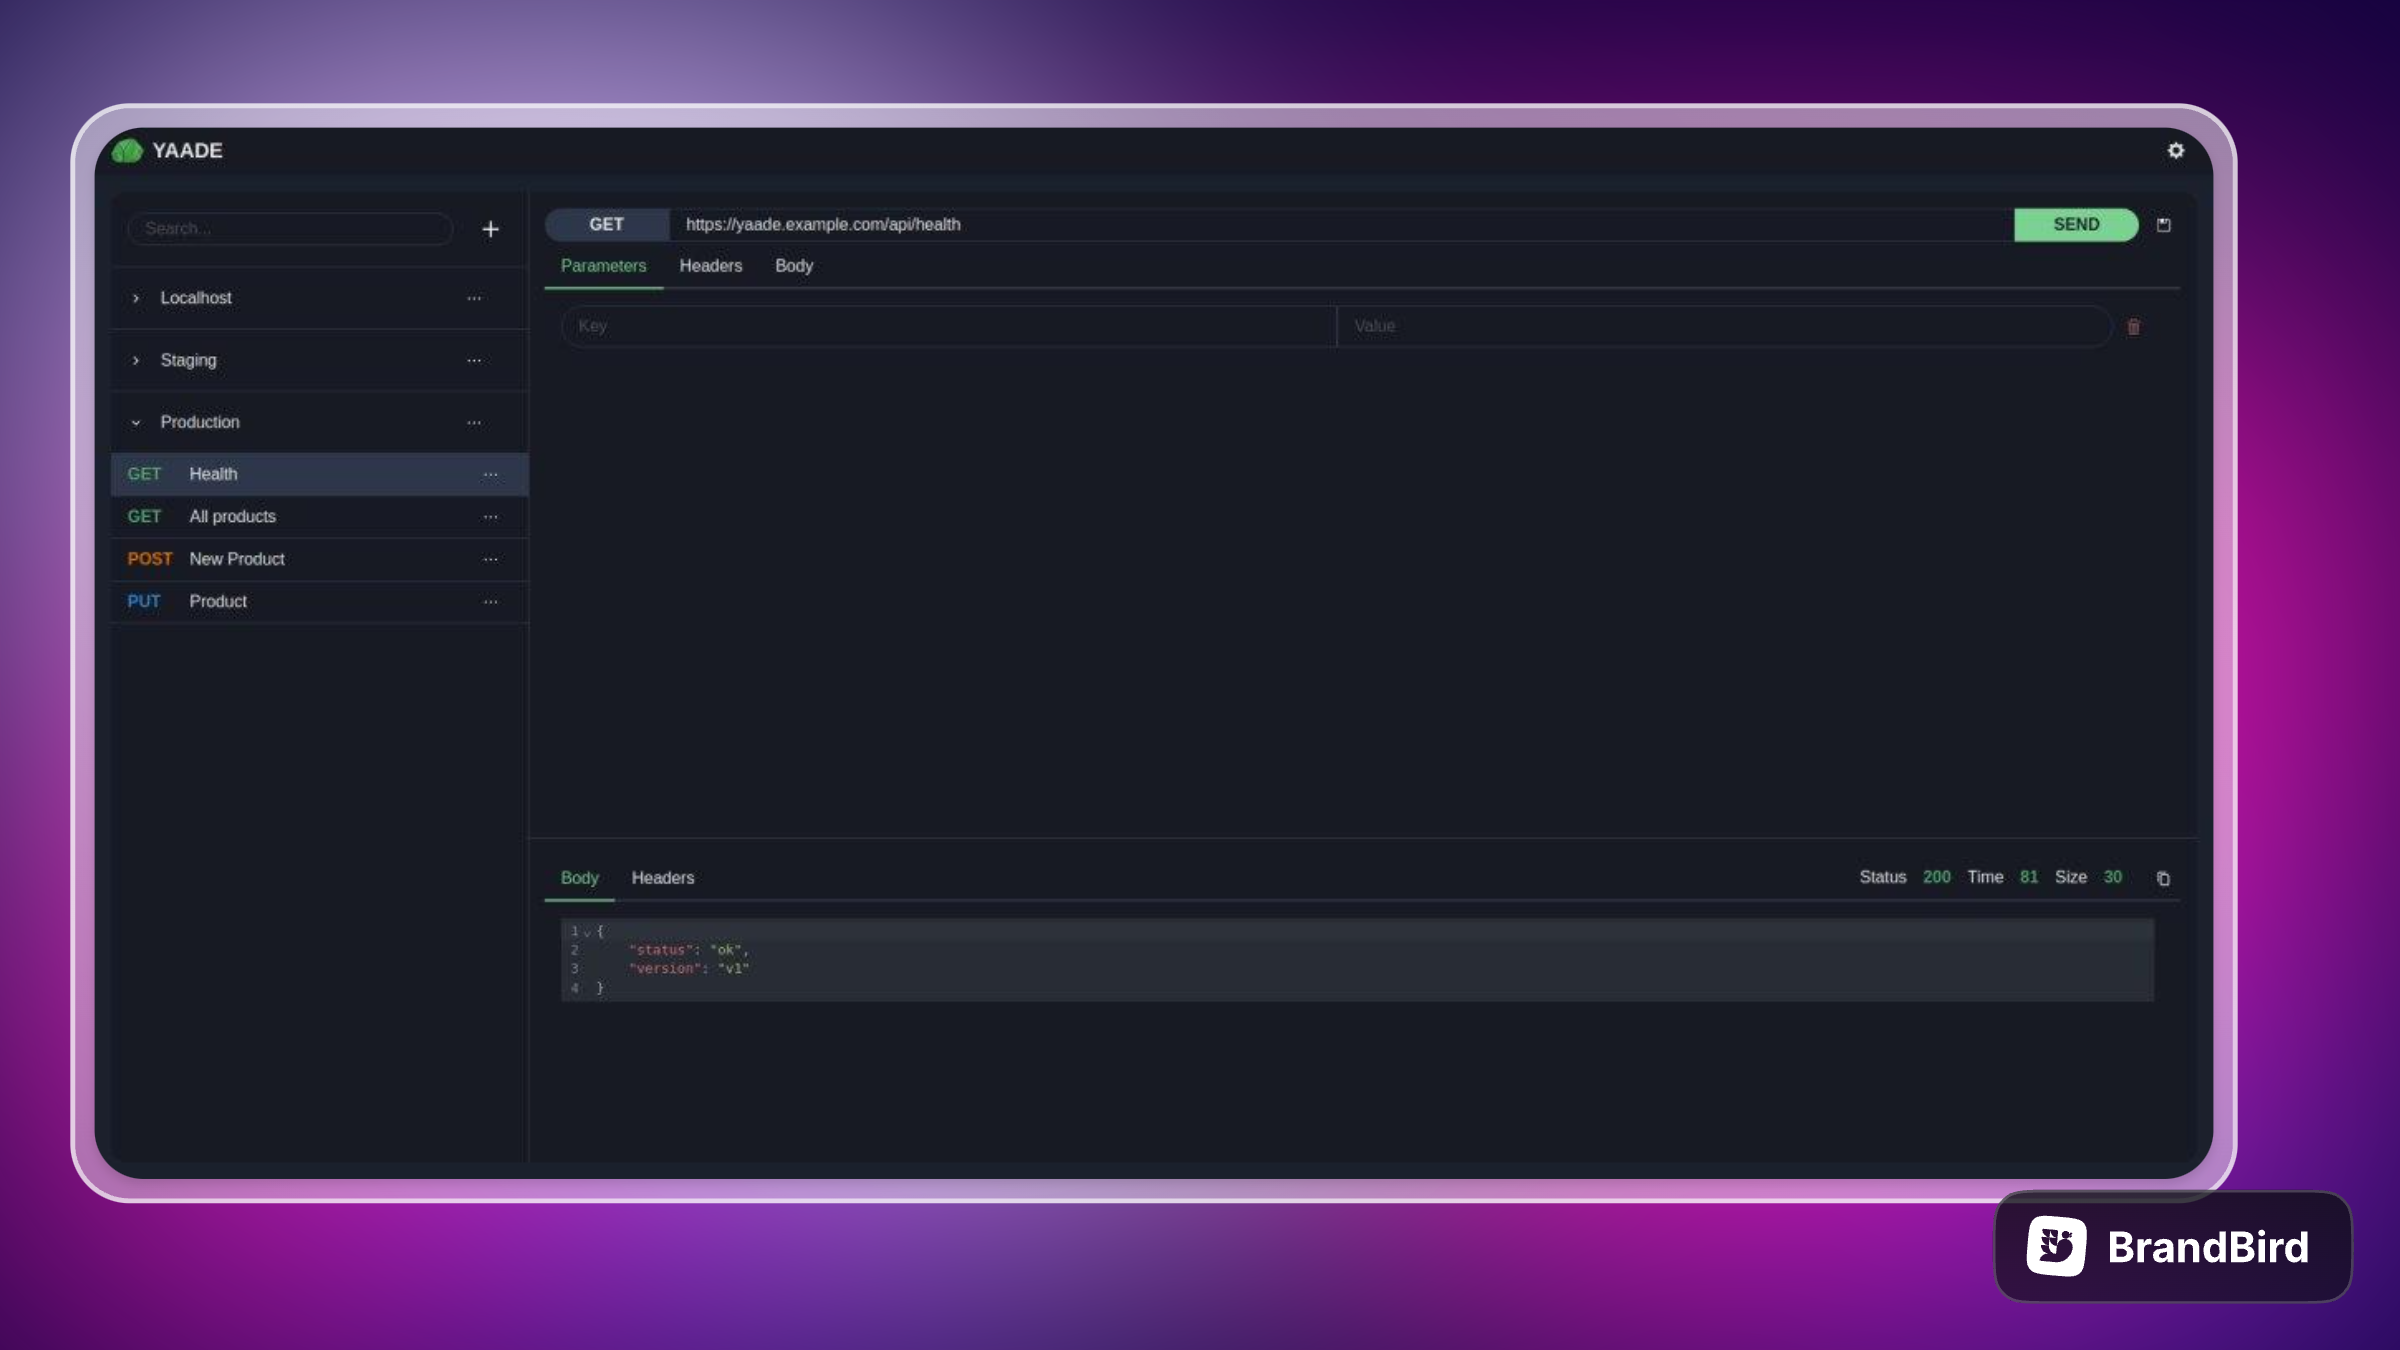 YAADE
Search...
Localhost
Staging
Production
GET Health
GET All products
POST New Product
PUT Product
GET https://yaade.example.com/api/health SEND
Parameters Headers Body
Key Value
Body Headers Status 200 Time 81 Size 30
1 {
2 "status": "ok",
3 "version": "v1"
4 }
BrandBird